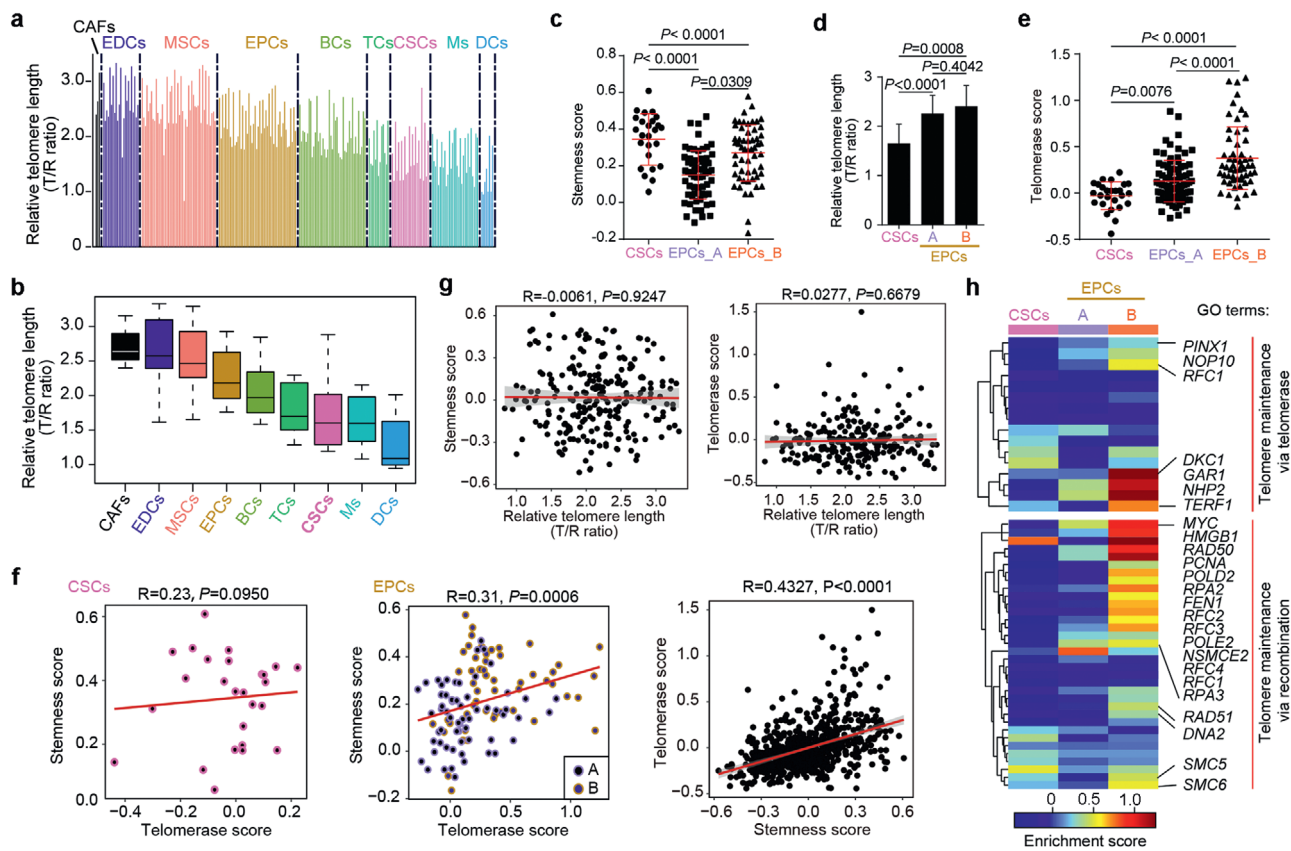 a
CAFs
EDCs MSCs EPCs BCs TCs CSCs Ms DCs
Relative telomere length
(T/R ratio)
3.0
2.0
1.0
0
b
Relative telomere length
(T/R ratio)
3.0
2.5
2.0
1.5
1.0
CAFs EDCs MSCs EPCs BCs TCs CSCs Ms DCs
c
P< 0.0001
P< 0.0001
P=0.0309
Stemness score
0.8
0.6
0.4
0.2
0.0
-0.2
CSCs EPCs_A EPCs_B
d
P=0.0008
P=0.4042
P<0.0001
Relative telomere length
(T/R ratio)
3
2
1
0
CSCs A B
EPCs
e
P< 0.0001
P< 0.0001
P=0.0076
Telomerase score
1.5
1.0
0.5
0.0
-0.5
CSCs EPCs_A EPCs_B
f
CSCs
R=0.23, P=0.0950
Stemness score
0.6
0.4
0.2
0.0
−0.4 −0.2 0.0 0.2
Telomerase score
EPCs
R=0.31, P=0.0006
Stemness score
0.6
0.4
0.2
0.0
−0.2
0.0 0.5 1.0
Telomerase score
A
B
R=0.4327, P<0.0001
Telomerase score
1.5
1.0
0.5
0.0
−0.5
−0.6 −0.4 −0.2 0.0 0.2 0.4 0.6
Stemness score
g
R=-0.0061, P=0.9247
Stemness score
0.6
0.3
0.0
−0.3
−0.6
1.0 1.5 2.0 2.5 3.0
Relative telomere length
(T/R ratio)
R=0.0277, P=0.6679
Telomerase score
1.5
1.0
0.5
0.0
−0.5
1.0 1.5 2.0 2.5 3.0
Relative telomere length
(T/R ratio)
h
EPCs
CSCs A B
GO terms:
PINX1
NOP10
RFC1
DKC1
GAR1
NHP2
TERF1
Telomere maintenance
via telomerase
MYC
HMGB1
RAD50
PCNA
POLD2
RPA2
FEN1
RFC2
RFC3
POLE2
NSMCE2
RFC4
RFC1
RPA3
RAD51
DNA2
SMC5
SMC6
Telomere maintenance
via recombination
0 1.0
Enrichment score